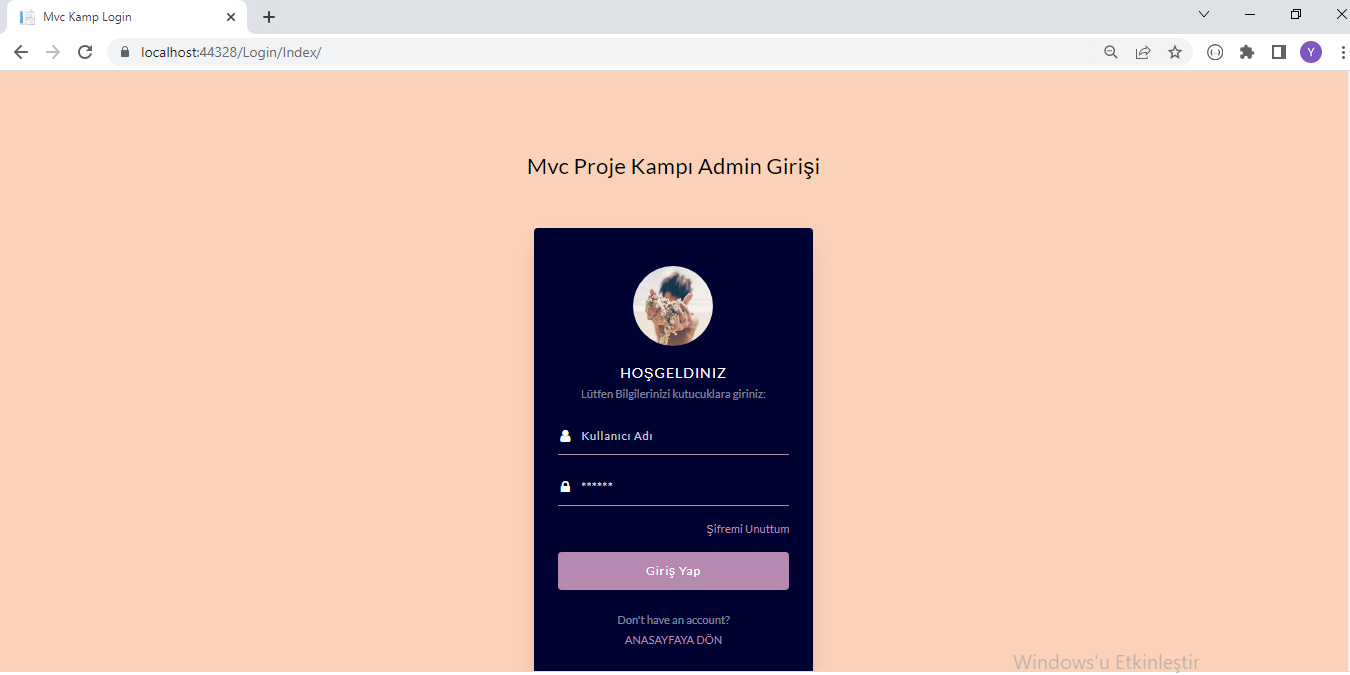 Mvc Kamp Login
localhost:44328/Login/Index/
Y
Mvc Proje Kampı Admin Girişi
HOŞGELDINIZ
Lütfen Bilgilerinizi kutucuklara giriniz:
Kullanıcı Adı
******
Şifremi Unuttum
Giriş Yap
Don't have an account?
ANASAYFAYA DÖN
Windows'u Etkinleştir